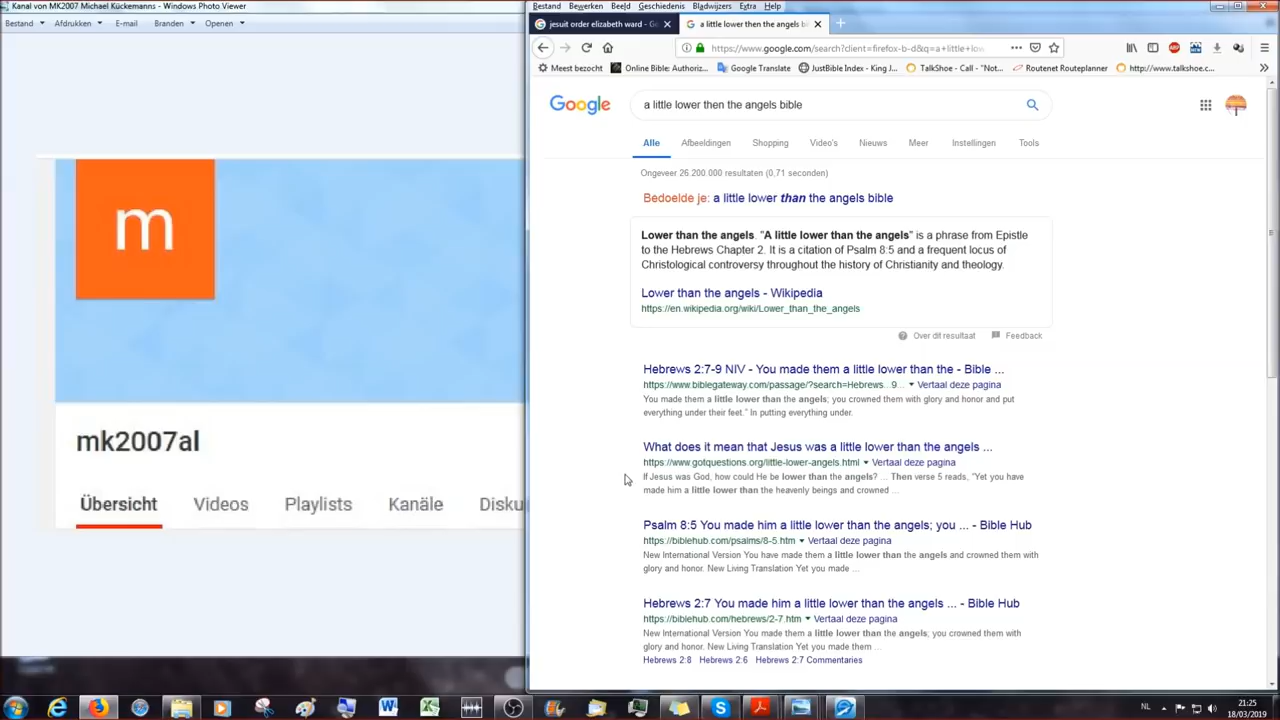 Kanal von MK2007 Michael Kückemanns - Windows Photo Viewer
Bestand Afdrukken E-mail Branden Openen
m
mk2007al
Übersicht Videos Playlists Kanäle Disku
Bestand Bewerken Beeld Geschiedenis Bladwijzers Extra Help
jesuit order elizabeth ward - G
a little lower then the angels bi
https://www.google.com/search?client=firefox-b-d&q=a+little+low
Meest bezocht Online Bible: Authoriz... Google Translate JustBible Index - King J... TalkShoe - Call - "Not... Routenet Routeplanner http://www.talkshoe.c...
Google
a little lower then the angels bible
Alle Afbeeldingen Shopping Video's Nieuws Meer Instellingen Tools
Ongeveer 26.200.000 resultaten (0,71 seconden)
Bedoelde je: a little lower than the angels bible
Lower than the angels. "A little lower than the angels" is a phrase from Epistle
to the Hebrews Chapter 2. It is a citation of Psalm 8:5 and a frequent locus of
Christological controversy throughout the history of Christianity and theology.
Lower than the angels - Wikipedia
https://en.wikipedia.org/wiki/Lower_than_the_angels
Over dit resultaat Feedback
Hebrews 2:7-9 NIV - You made them a little lower than the - Bible ...
https://www.biblegateway.com/passage/?search=Hebrews...9... Vertaal deze pagina
You made them a little lower than the angels; you crowned them with glory and honor and put
everything under their feet." In putting everything under.
What does it mean that Jesus was a little lower than the angels ...
https://www.gotquestions.org/little-lower-angels.html Vertaal deze pagina
If Jesus was God, how could He be lower than the angels? ... Then verse 5 reads, "Yet you have
made him a little lower than the heavenly beings and crowned ...
Psalm 8:5 You made him a little lower than the angels; you ... - Bible Hub
https://biblehub.com/psalms/8-5.htm Vertaal deze pagina
New International Version You have made them a little lower than the angels and crowned them with
glory and honor. New Living Translation Yet you made ...
Hebrews 2:7 You made him a little lower than the angels ... - Bible Hub
https://biblehub.com/hebrews/2-7.htm Vertaal deze pagina
New International Version You made them a little lower than the angels; you crowned them with
glory and honor. New Living Translation Yet you made them ...
Hebrews 2:8 Hebrews 2:6 Hebrews 2:7 Commentaries
NL
21:25
18/03/2019